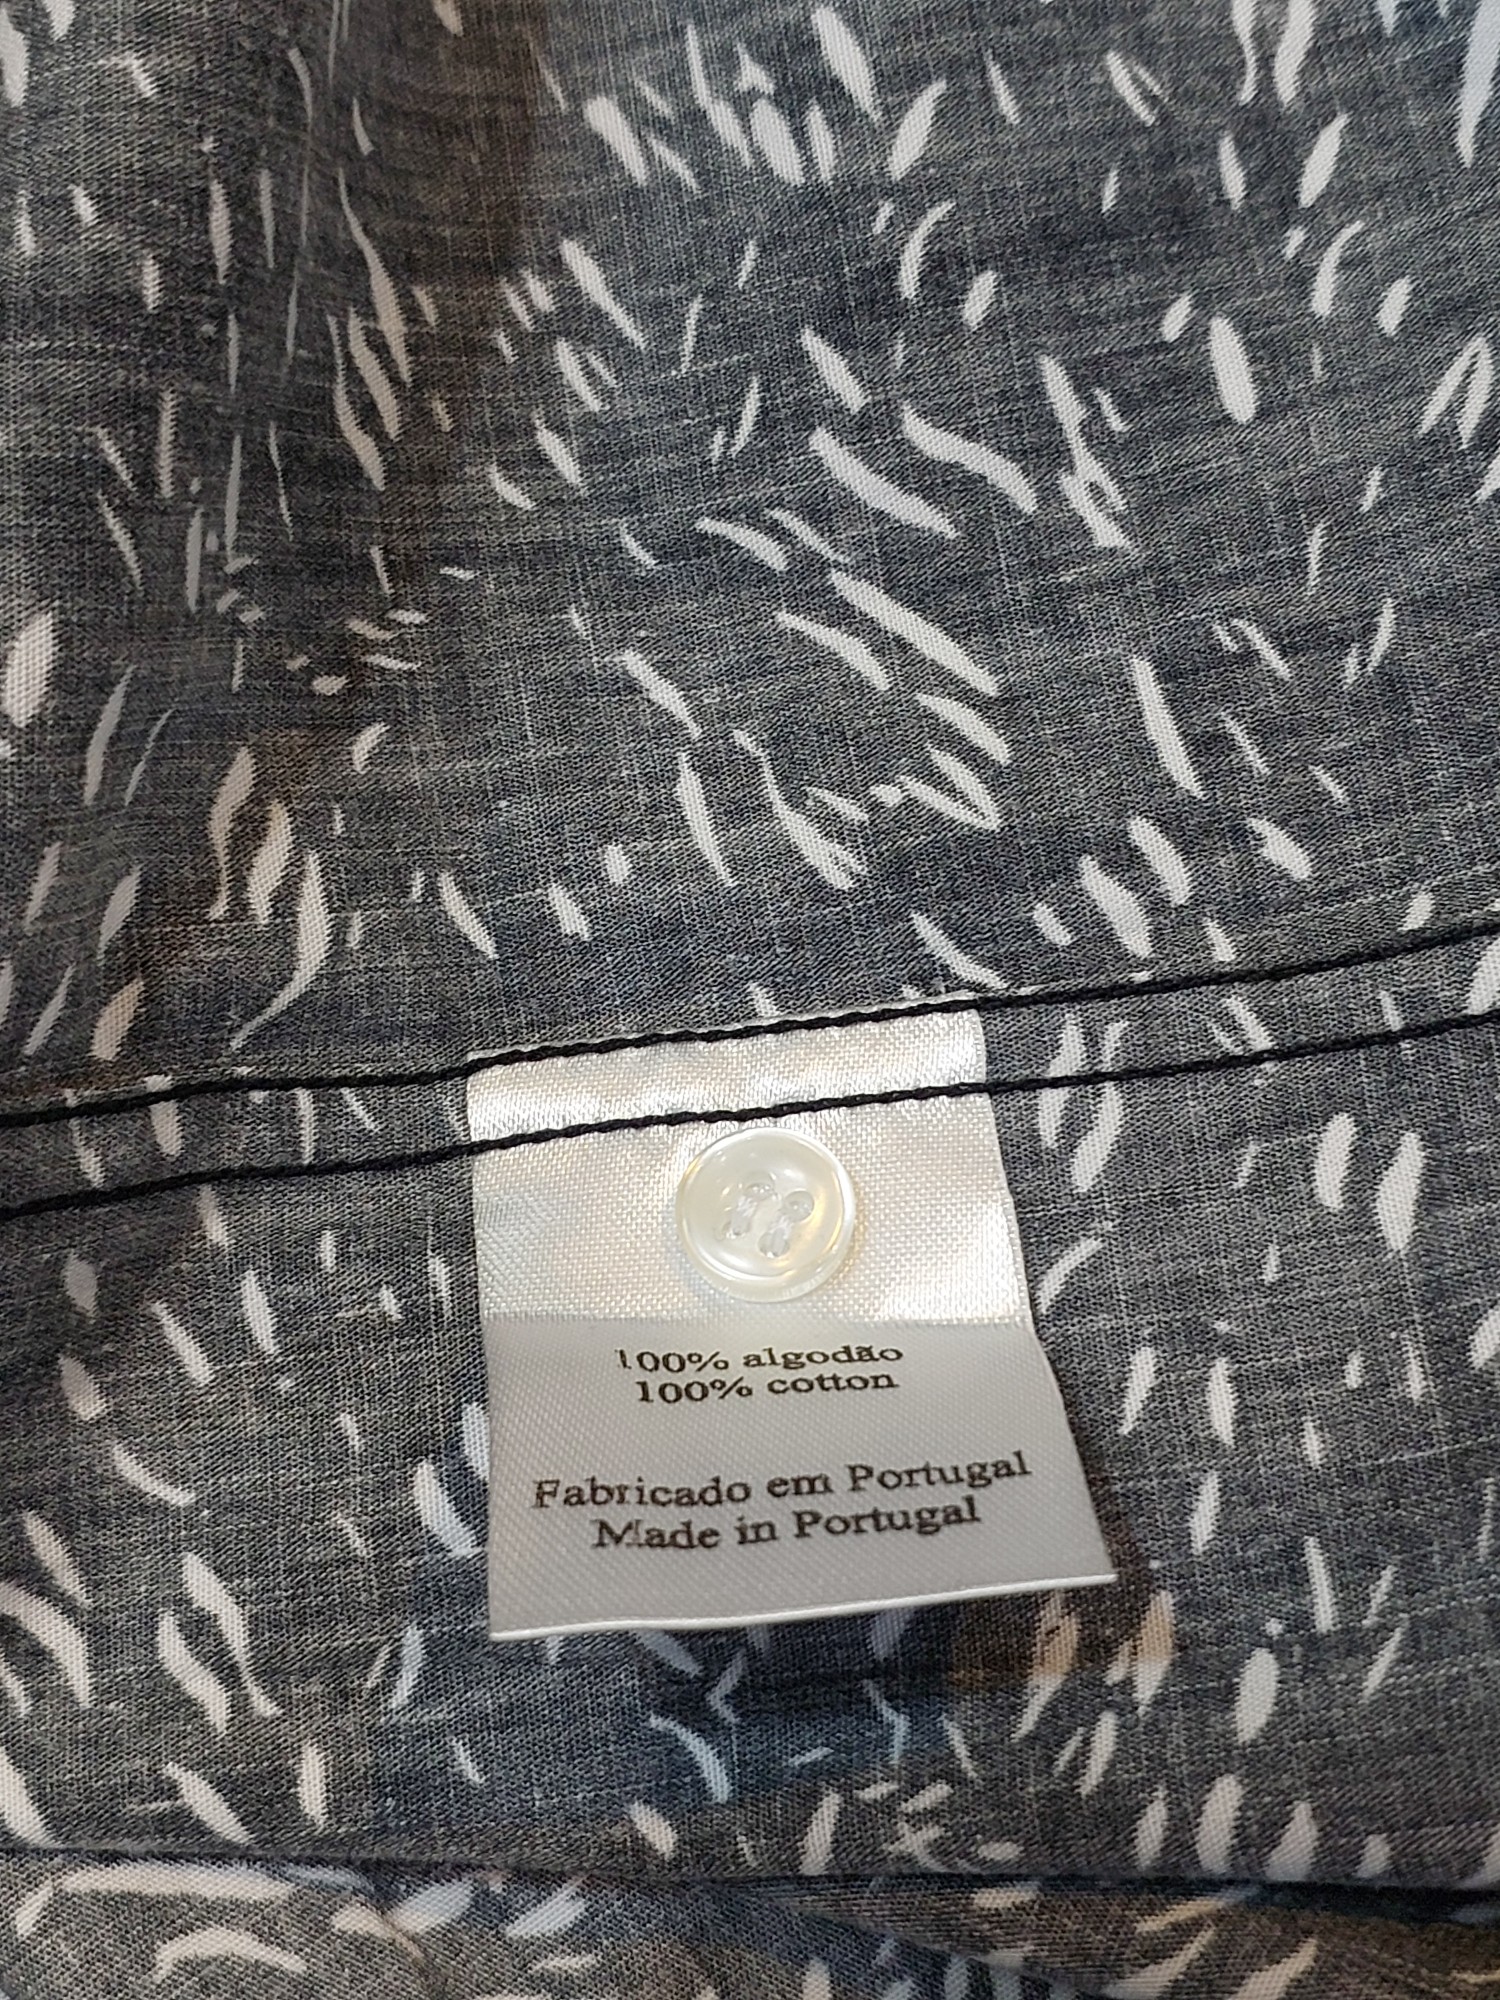 100% algodão
100% cotton
Fabricado em Portugal
Made in Portugal